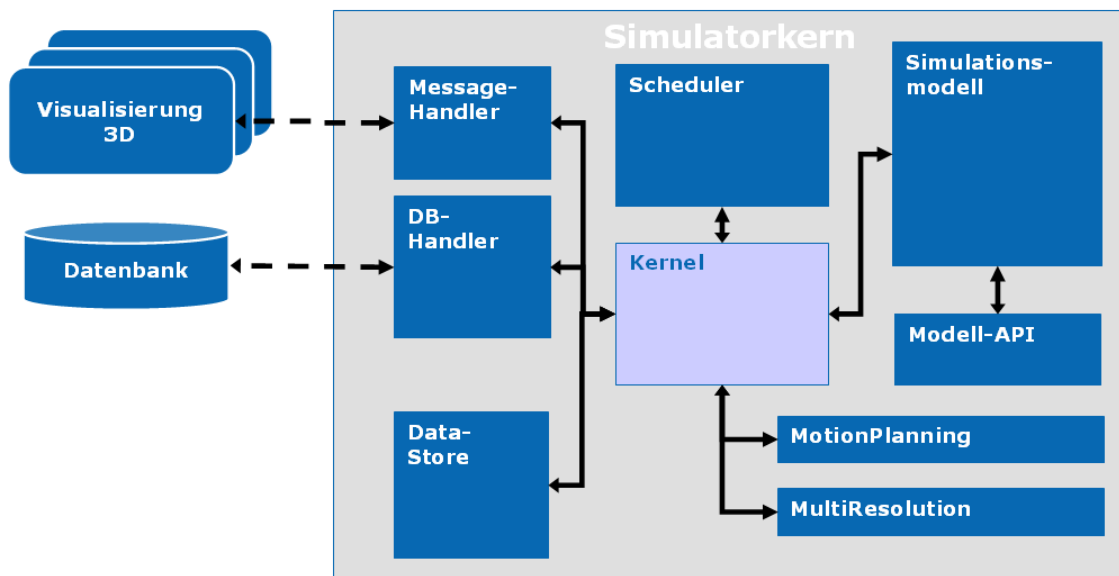 Simulatorkern
Visualisierung
3D
Datenbank
Message-
Handler
DB-
Handler
Data-
Store
Scheduler
Kernel
Simulations-
modell
Modell-API
MotionPlanning
MultiResolution